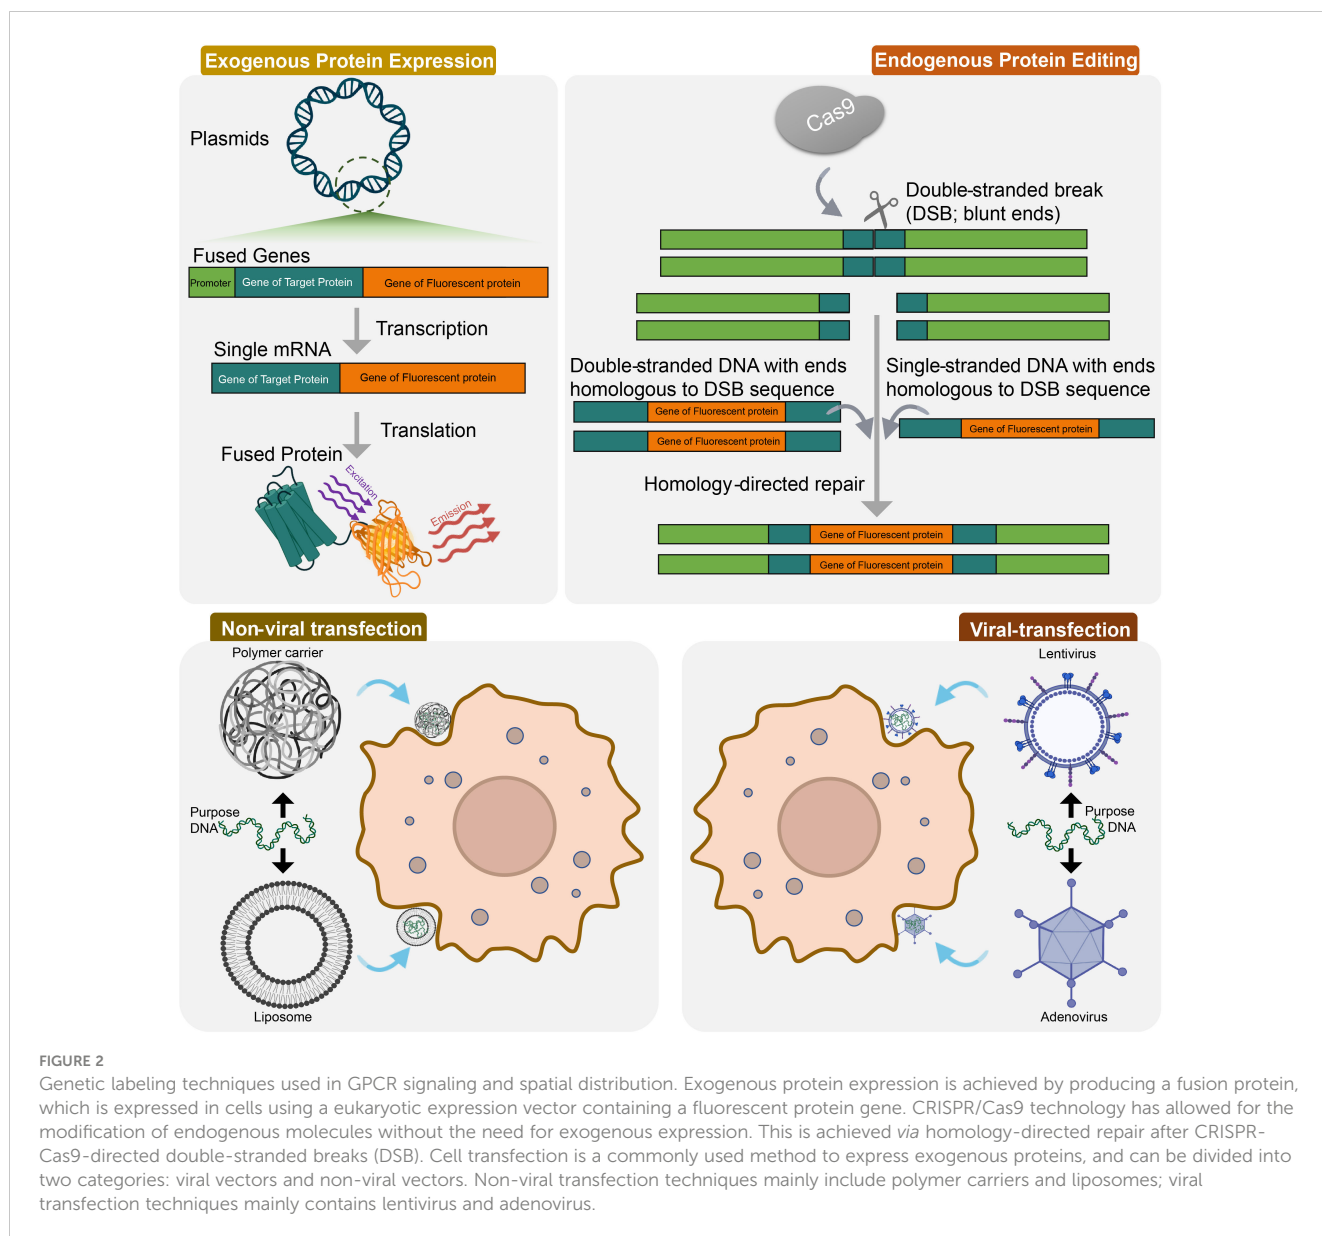 Exogenous Protein Expression
Plasmids
Fused Genes
Promoter
Gene of Target Protein
Gene of Fluorescent protein
Transcription
Single mRNA
Gene of Target Protein
Gene of Fluorescent protein
Translation
Fused Protein
Excitation
Emission
Endogenous Protein Editing
Cas9
Double-stranded break
(DSB; blunt ends)
Double-stranded DNA with ends
homologous to DSB sequence
Gene of Fluorescent protein
Gene of Fluorescent protein
Single-stranded DNA with ends
homologous to DSB sequence
Gene of Fluorescent protein
Homology-directed repair
Gene of Fluorescent protein
Gene of Fluorescent protein
Non-viral transfection
Polymer carrier
Purpose
DNA
Liposome
Viral-transfection
Lentivirus
Purpose
DNA
Adenovirus
FIGURE 2
Genetic labeling techniques used in GPCR signaling and spatial distribution. Exogenous protein expression is achieved by producing a fusion protein,
which is expressed in cells using a eukaryotic expression vector containing a fluorescent protein gene. CRISPR/Cas9 technology has allowed for the
modification of endogenous molecules without the need for exogenous expression. This is achieved via homology-directed repair after CRISPR-
Cas9-directed double-stranded breaks (DSB). Cell transfection is a commonly used method to express exogenous proteins, and can be divided into
two categories: viral vectors and non-viral vectors. Non-viral transfection techniques mainly include polymer carriers and liposomes; viral
transfection techniques mainly contains lentivirus and adenovirus.